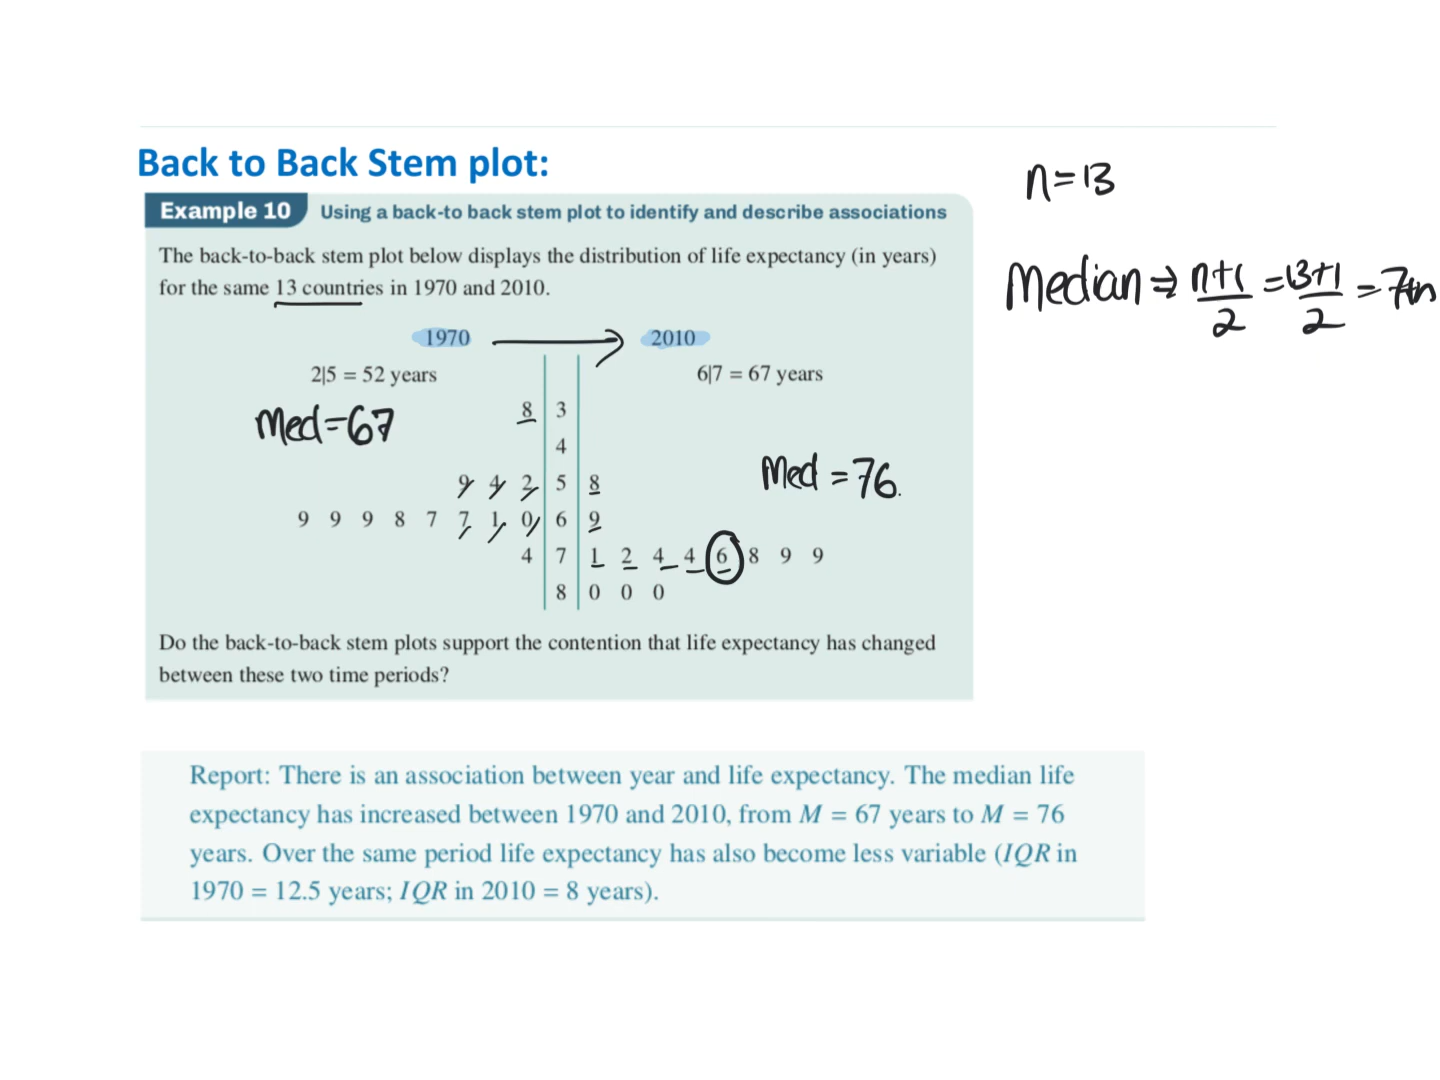 Back to Back Stem plot:
n=13
Example 10 Using a back-to back stem plot to identify and describe associations
The back-to-back stem plot below displays the distribution of life expectancy (in years)
for the same 13 countries in 1970 and 2010.
Median ⇒ n+1/2 = 13+1/2 = 7th
1970 2010
2|5 = 52 years 6|7 = 67 years
Med=67
8 3
4
Med = 76.
9 4 2 5 8
9 9 9 8 7 7 1 0 6 9
4 7 1 2 4 4 6 8 9 9
8 0 0 0
Do the back-to-back stem plots support the contention that life expectancy has changed
between these two time periods?
Report: There is an association between year and life expectancy. The median life
expectancy has increased between 1970 and 2010, from M = 67 years to M = 76
years. Over the same period life expectancy has also become less variable (IQR in
1970 = 12.5 years; IQR in 2010 = 8 years).